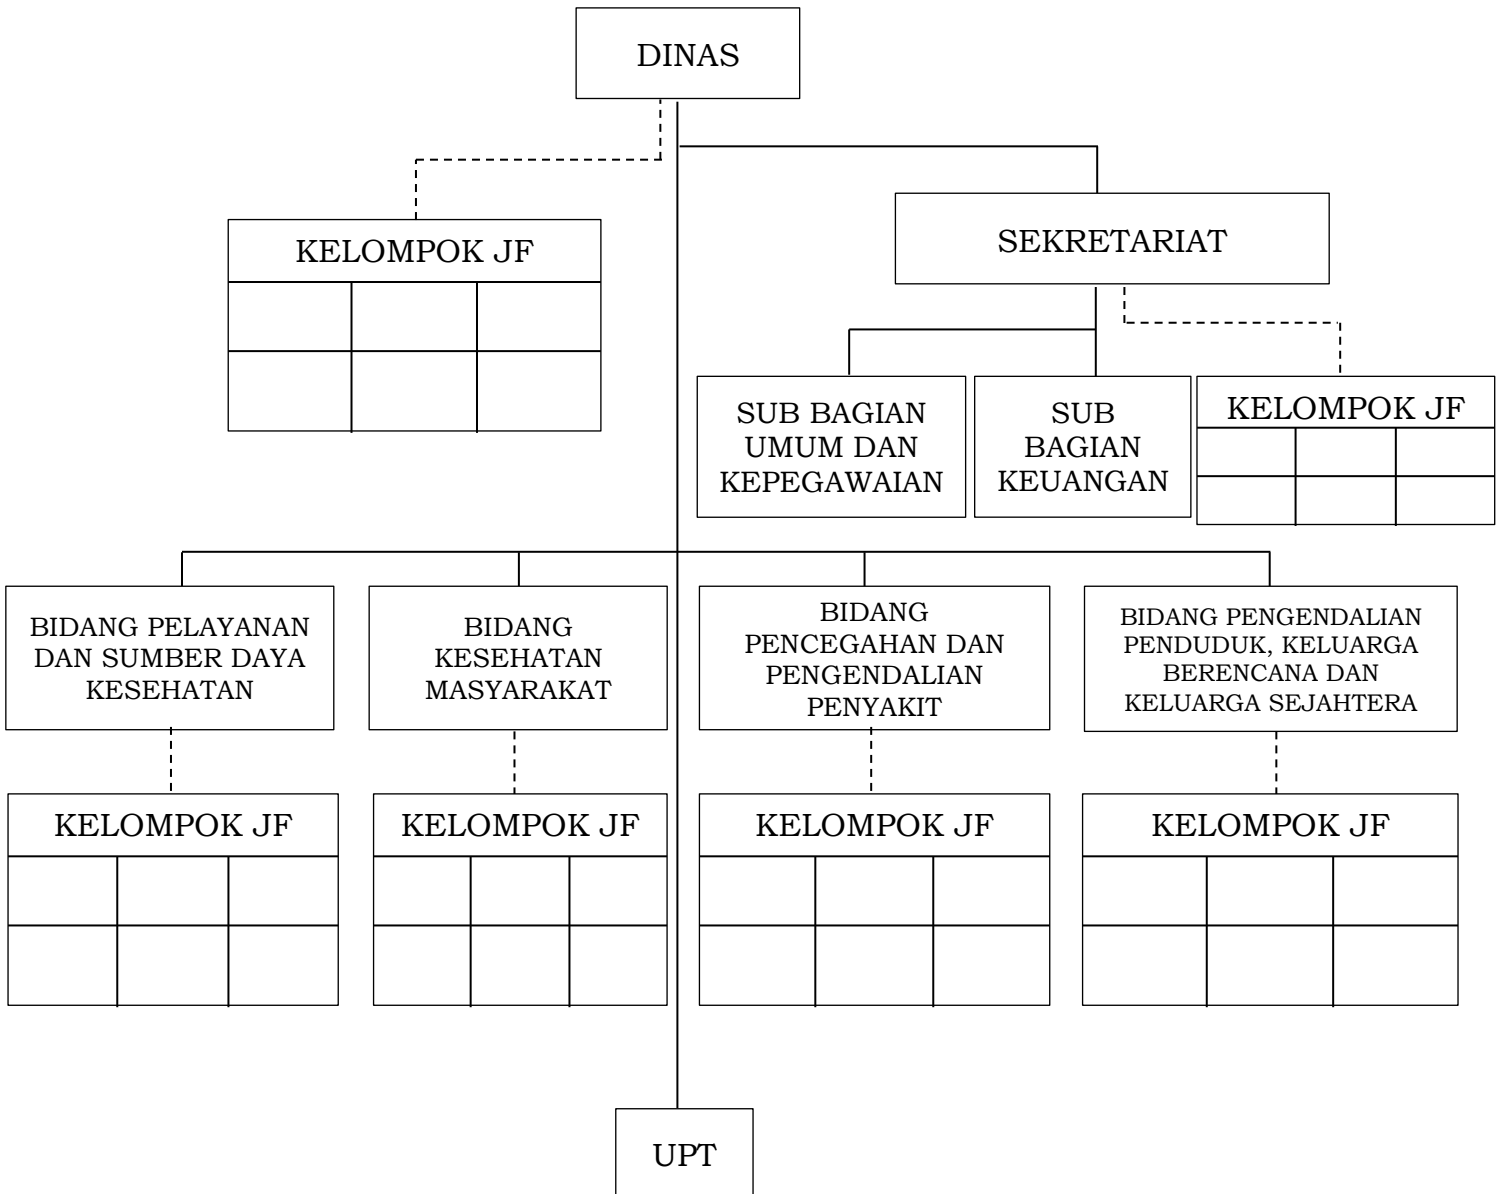 DINAS
KELOMPOK JF
SEKRETARIAT
SUB BAGIAN
UMUM DAN
KEPEGAWAIAN
SUB
BAGIAN
KEUANGAN
KELOMPOK JF
BIDANG PELAYANAN
DAN SUMBER DAYA
KESEHATAN
BIDANG
KESEHATAN
MASYARAKAT
BIDANG
PENCEGAHAN DAN
PENGENDALIAN
PENYAKIT
BIDANG PENGENDALIAN
PENDUDUK, KELUARGA
BERENCANA DAN
KELUARGA SEJAHTERA
KELOMPOK JF
KELOMPOK JF
KELOMPOK JF
KELOMPOK JF
UPT